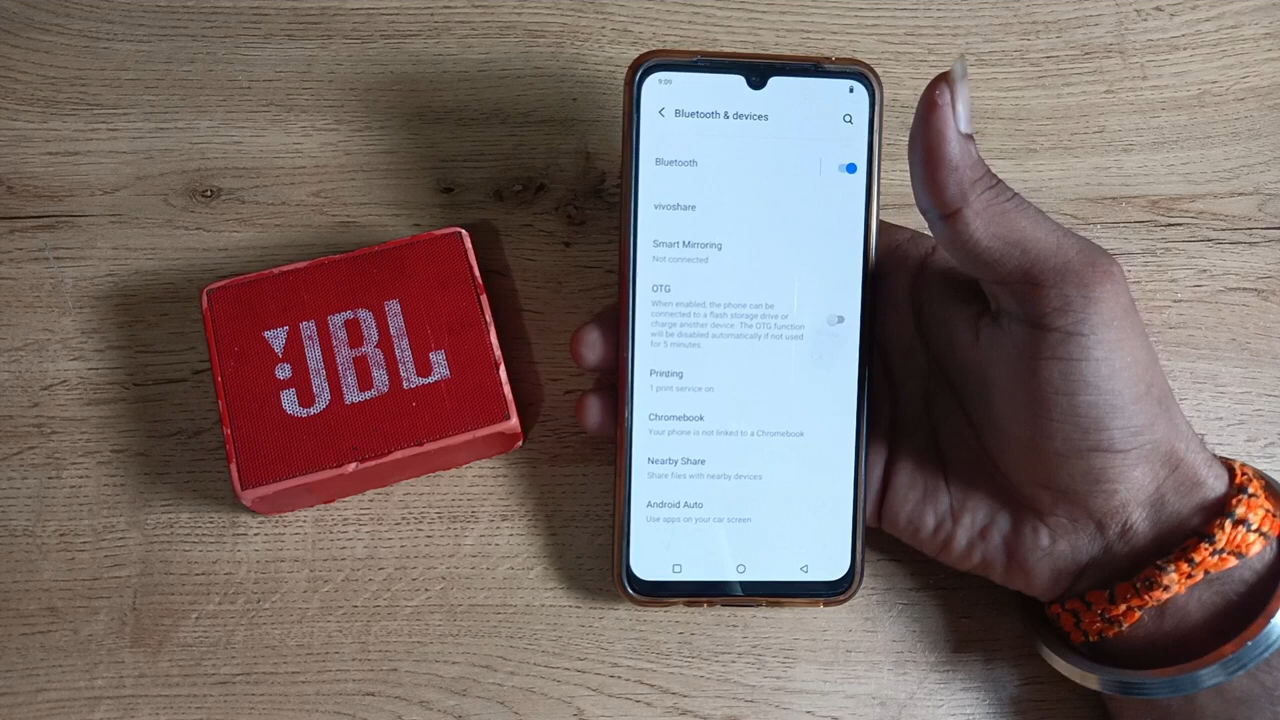 JBL
9:09
Bluetooth & devices
Bluetooth
vivoshare
Smart Mirroring
Not connected
OTG
When enabled, the phone can be
connected to a flash storage drive or
charge another device. The OTG function
will be disabled automatically if not used
for 5 minutes.
Printing
1 print service on
Chromebook
Your phone is not linked to a Chromebook
Nearby Share
Share files with nearby devices
Android Auto
Use apps on your car screen